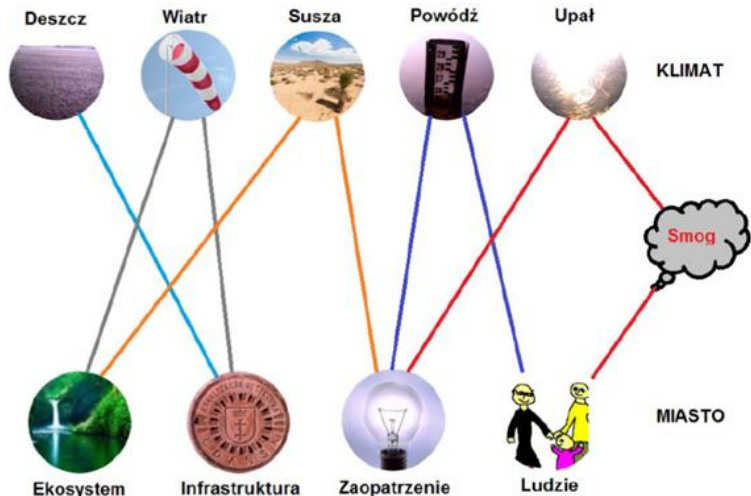 Deszcz
Wiatr
Susza
Powódź
Upał
KLIMAT
Smog
MIASTO
Ekosystem
Infrastruktura
Zaopatrzenie
Ludzie